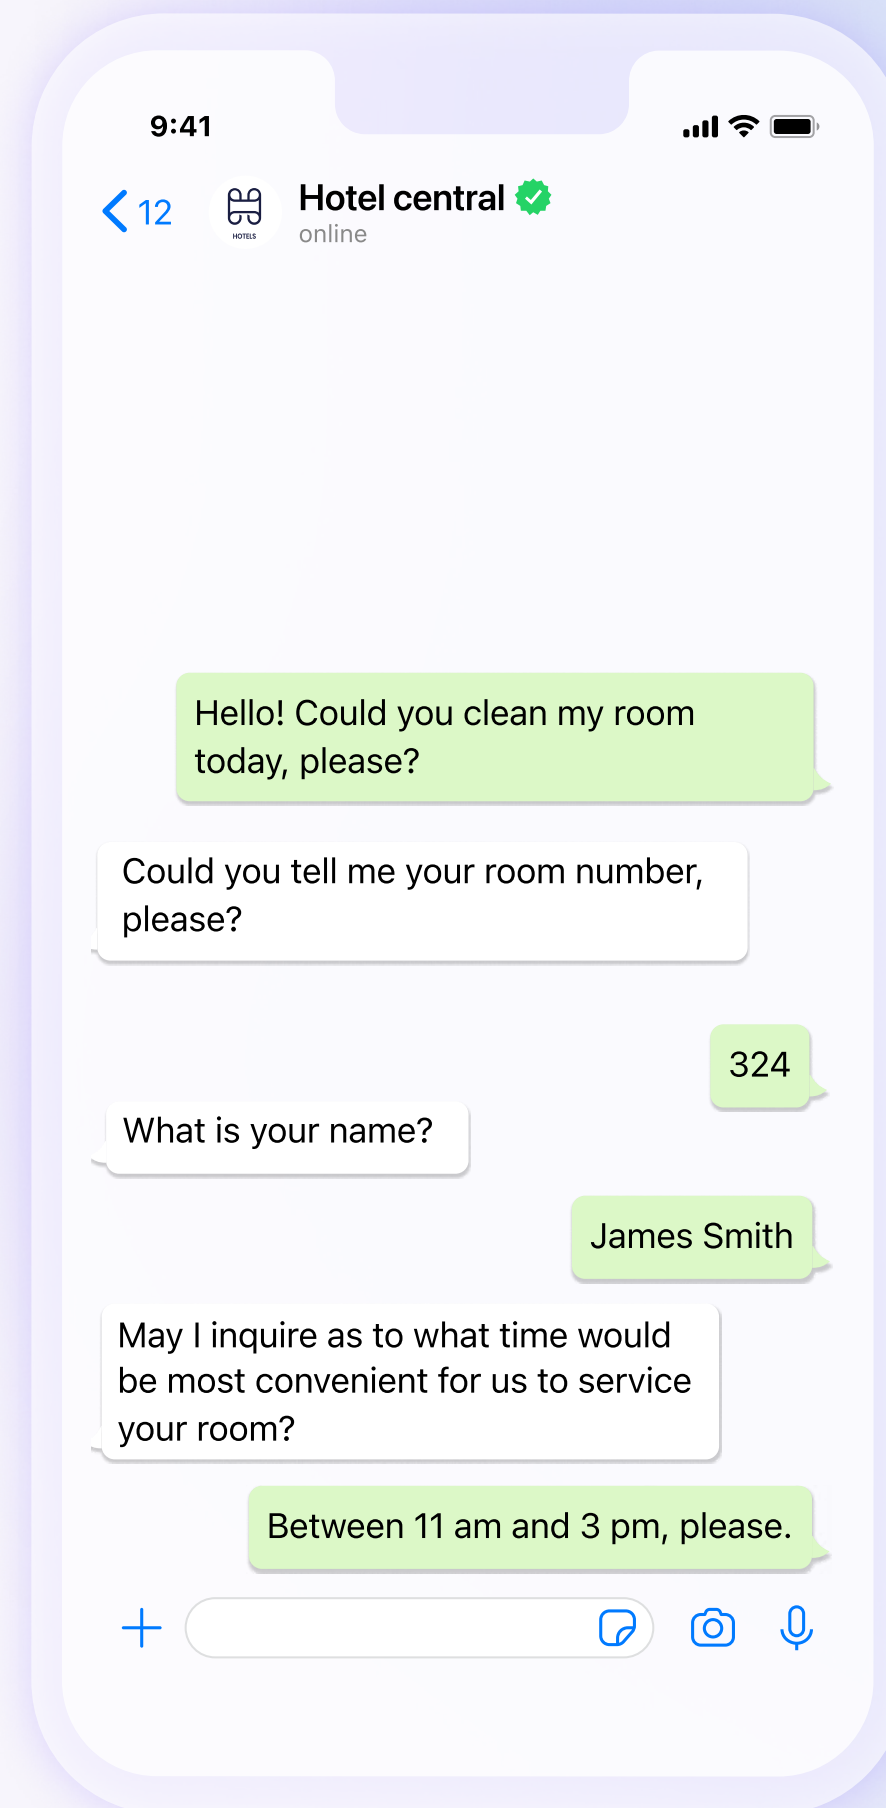 9:41
12
Hotel central
HOTELS
online
Hello! Could you clean my room
today, please?
Could you tell me your room number,
please?
324
What is your name?
James Smith
May I inquire as to what time would
be most convenient for us to service
your room?
Between 11 am and 3 pm, please.